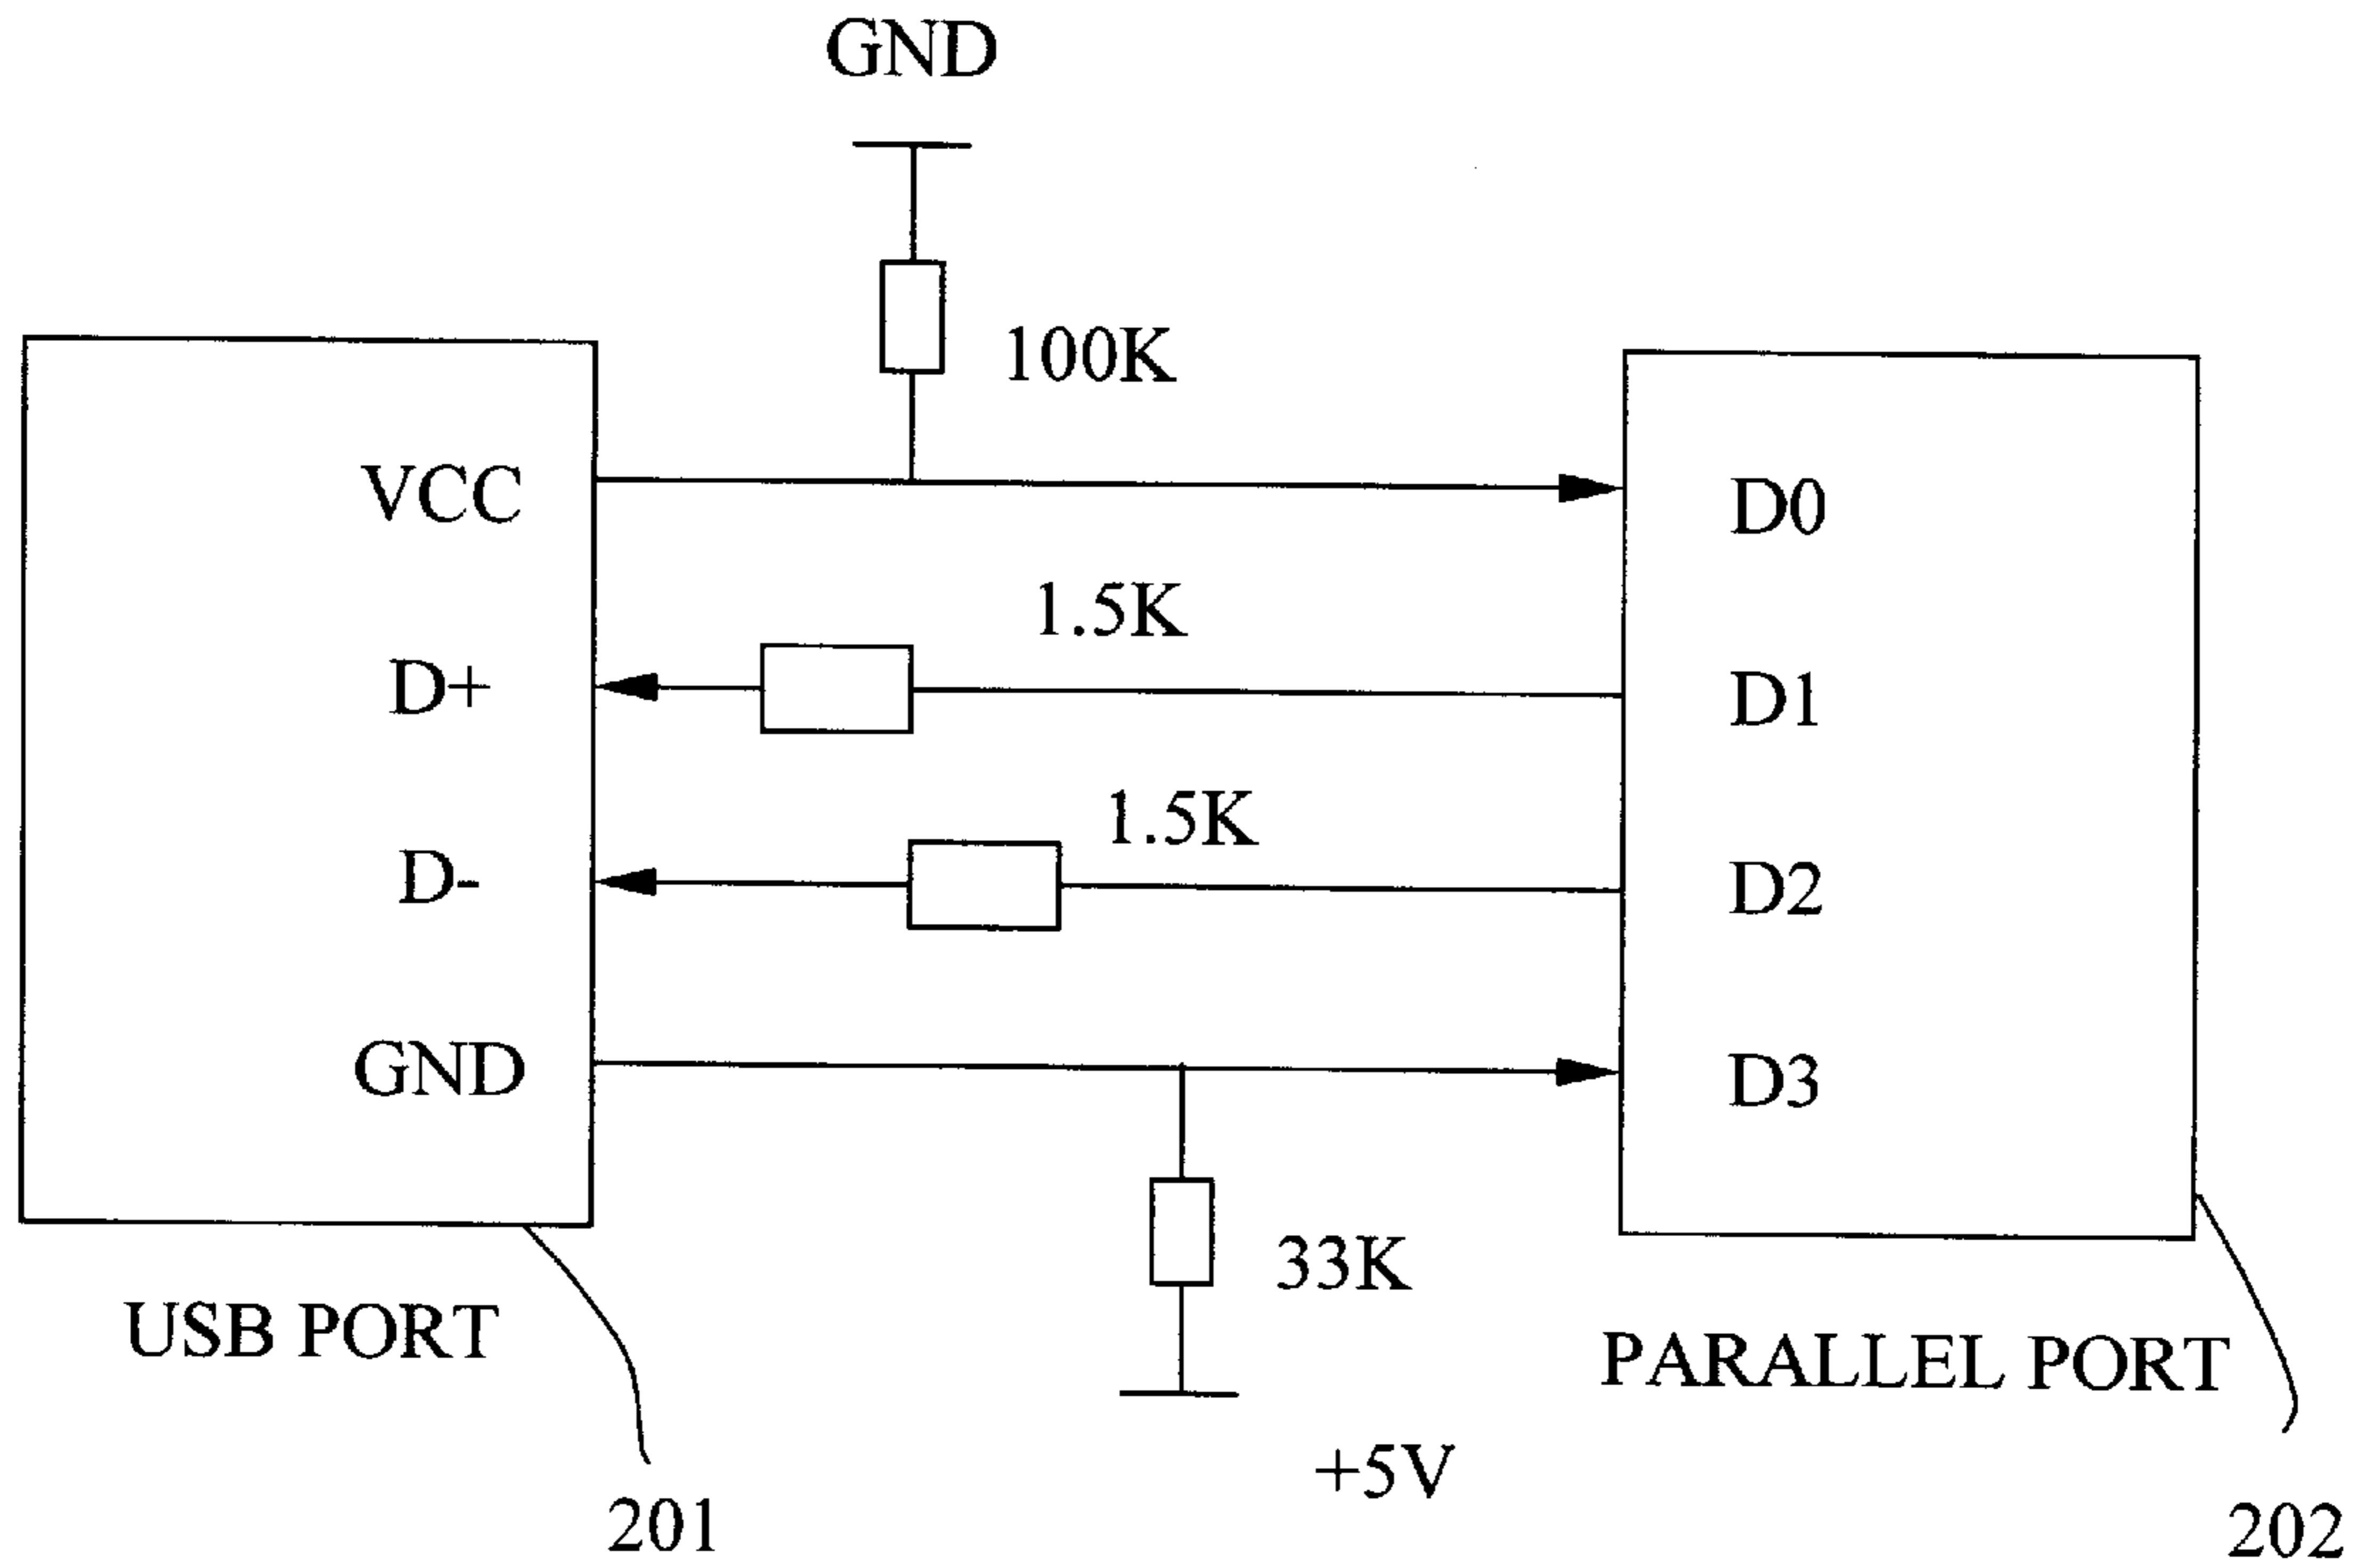 GND
100K
VCC
D0
1.5K
D+
D1
1.5K
D-
D2
GND
D3
33K
USB PORT
PARALLEL PORT
+5V
201
202